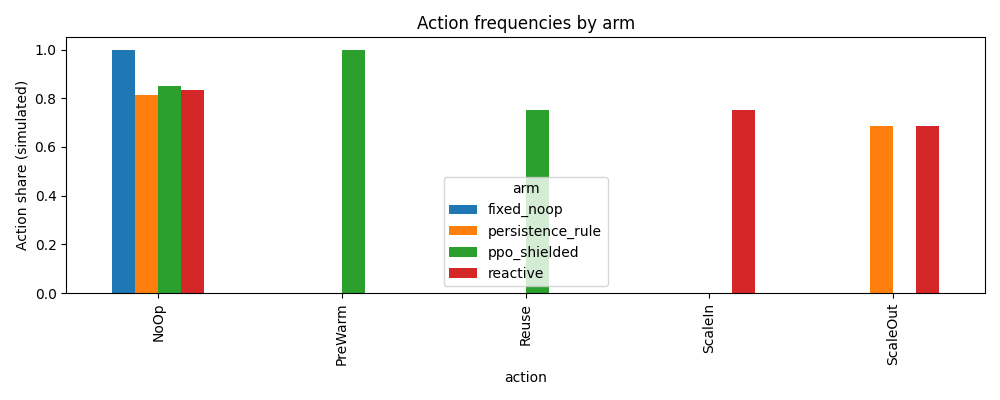 Action frequencies by arm
Action share (simulated)
1.0
0.8
0.6
0.4
0.2
0.0
arm
fixed_noop
persistence_rule
ppo_shielded
reactive
NoOp
PreWarm
Reuse
ScaleIn
ScaleOut
action